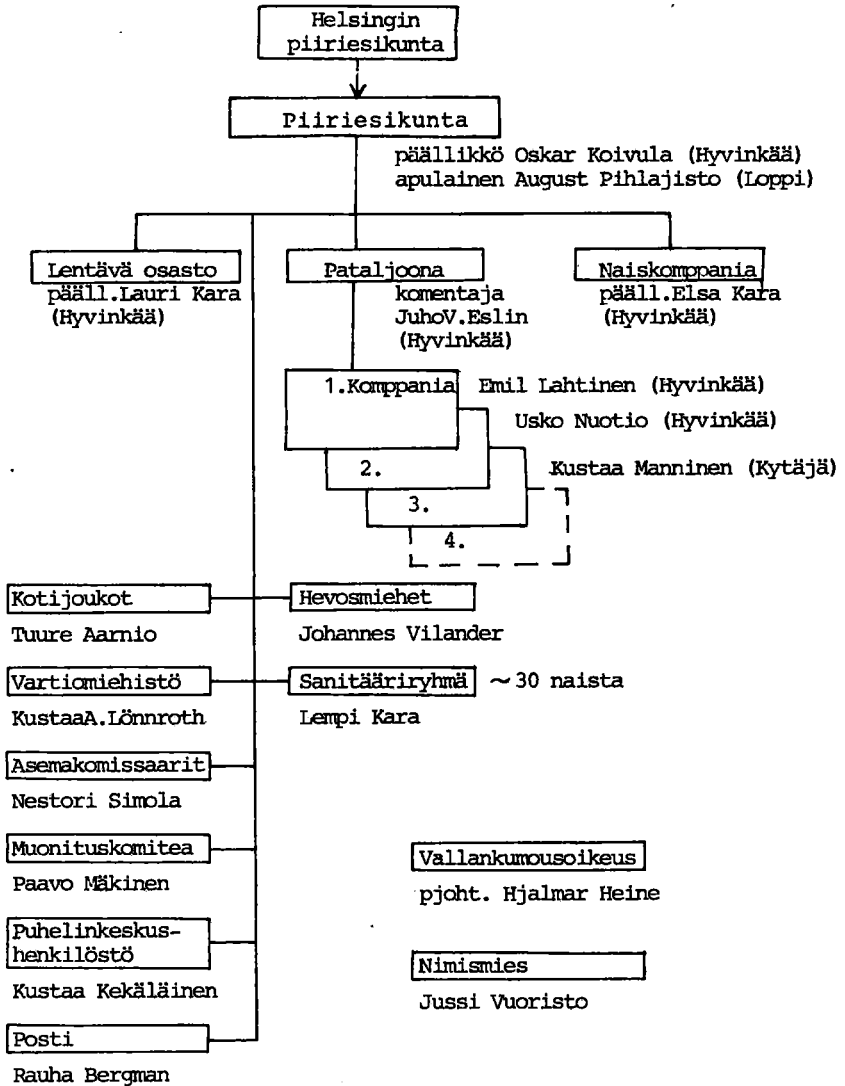 Helsingin
piiriesikunta
Piiriesikunta
päällikkö Oskar Koivula (Hyvinkää)
apulainen August Pihlajisto (Loppi)
Lentävä osasto
pääll.Lauri Kara
(Hyvinkää)
Pataljoona
komentaja
JuhoV.Eslin
(Hyvinkää)
Naiskomppania
pääll.Elsa Kara
(Hyvinkää)
1.Komppania
Emil Lahtinen (Hyvinkää)
Usko Nuotio (Hyvinkää)
2.
Kustaa Manninen (Kytäjä)
3.
4.
Kotijoukot
Tuure Aarnio
Hevosmiehet
Johannes Vilander
Vartiomiehistö
KustaaA.Lönnroth
Sanitääriryhmä ~ 30 naista
Lempi Kara
Asemakomissaarit
Nestori Simola
Muonituskomitea
Paavo Mäkinen
Vallankumousoikeus
pjoht. Hjalmar Heine
Puhelinkeskus-
henkilöstö
Kustaa Kekäläinen
Nimismies
Jussi Vuoristo
Posti
Rauha Bergman